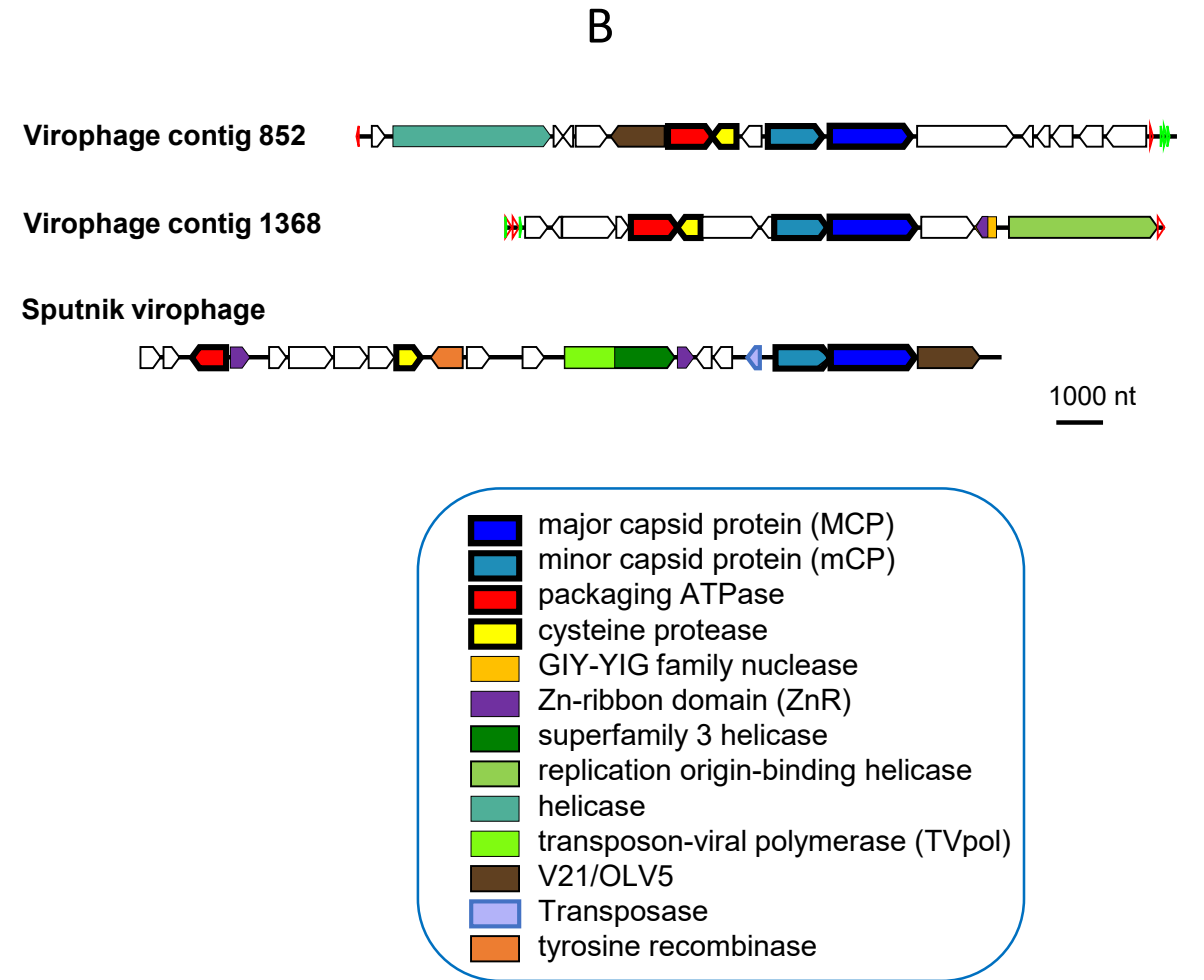 B
Virophage contig 852
Virophage contig 1368
Sputnik virophage
1000 nt
major capsid protein (MCP)
minor capsid protein (mCP)
packaging ATPase
cysteine protease
GIY-YIG family nuclease
Zn-ribbon domain (ZnR)
superfamily 3 helicase
replication origin-binding helicase
helicase
transposon-viral polymerase (TVpol)
V21/OLV5
Transposase
tyrosine recombinase